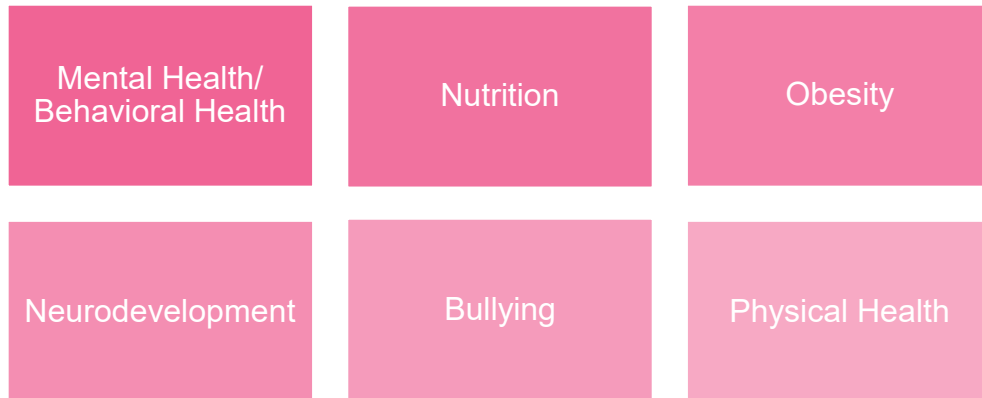 Mental Health/
Behavioral Health
Nutrition
Obesity
Neurodevelopment
Bullying
Physical Health